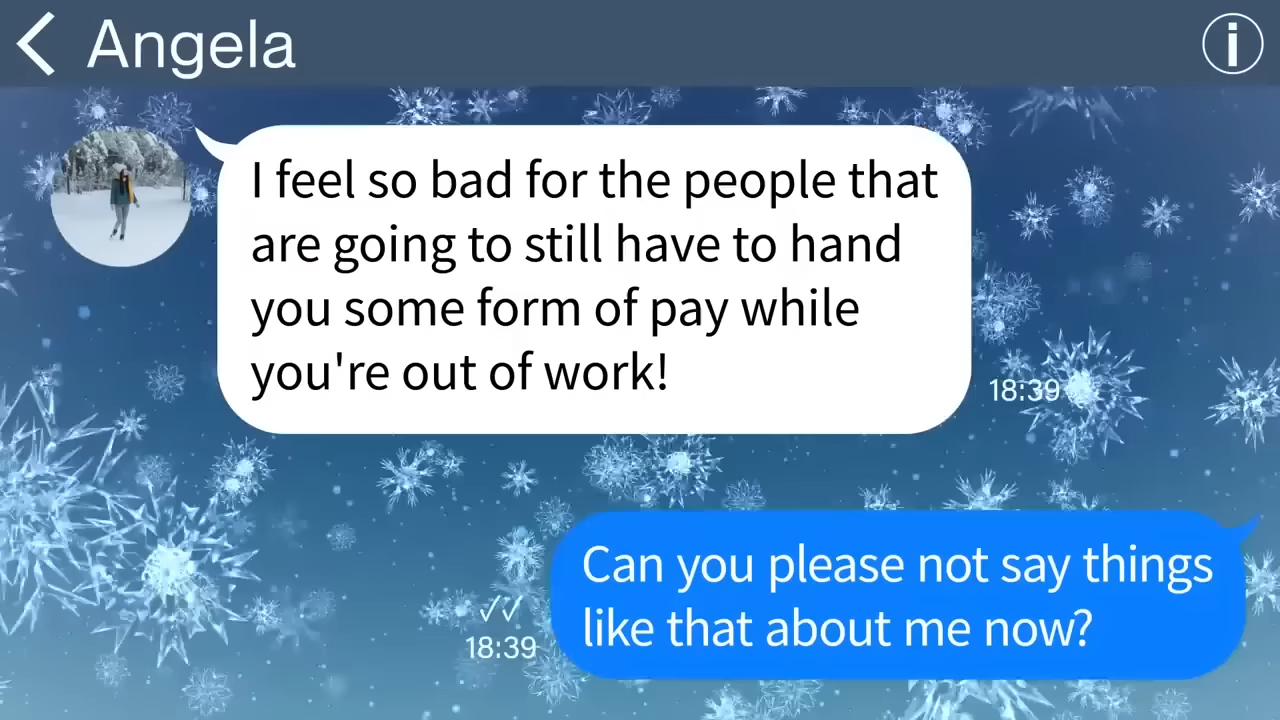 Angela
I feel so bad for the people that
are going to still have to hand
you some form of pay while
you're out of work!
18:39
Can you please not say things
like that about me now?
18:39